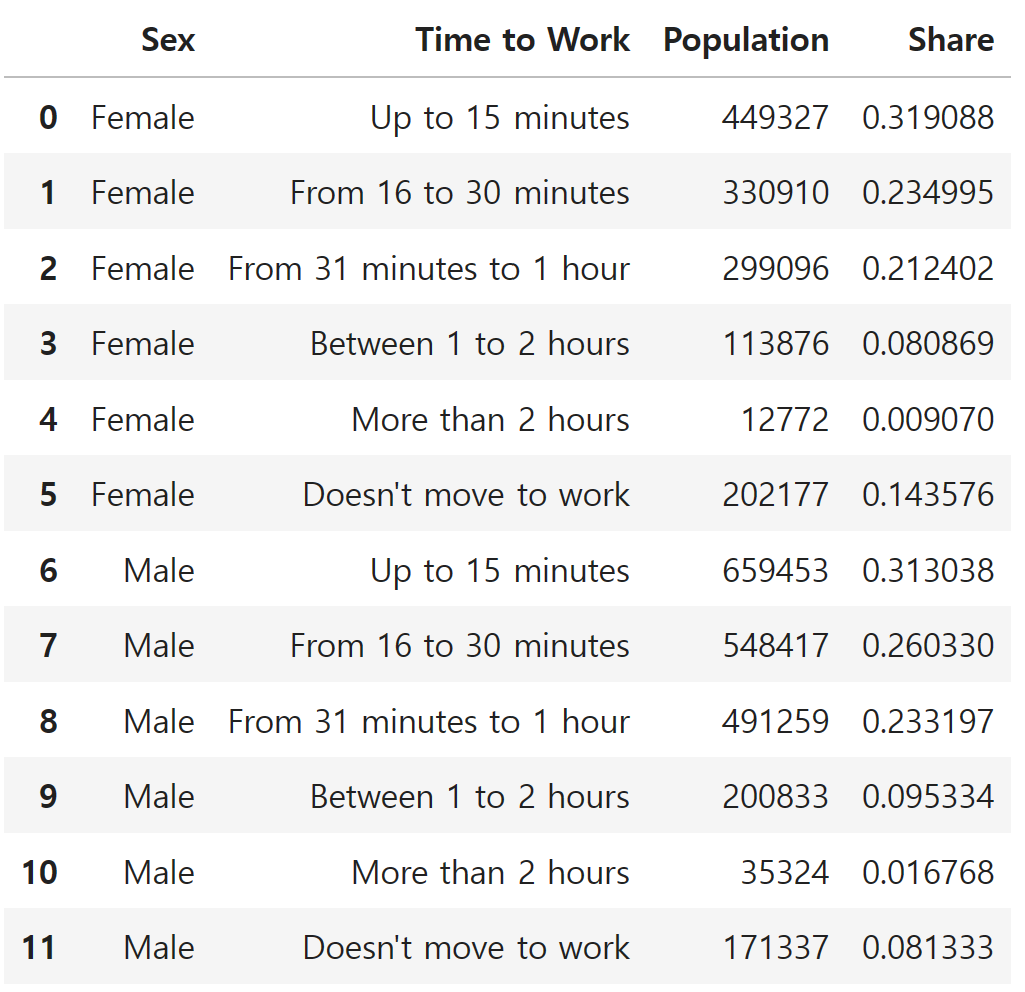 Sex Time to Work Population Share
0 Female Up to 15 minutes 449327 0.319088
1 Female From 16 to 30 minutes 330910 0.234995
2 Female From 31 minutes to 1 hour 299096 0.212402
3 Female Between 1 to 2 hours 113876 0.080869
4 Female More than 2 hours 12772 0.009070
5 Female Doesn't move to work 202177 0.143576
6 Male Up to 15 minutes 659453 0.313038
7 Male From 16 to 30 minutes 548417 0.260330
8 Male From 31 minutes to 1 hour 491259 0.233197
9 Male Between 1 to 2 hours 200833 0.095334
10 Male More than 2 hours 35324 0.016768
11 Male Doesn't move to work 171337 0.081333